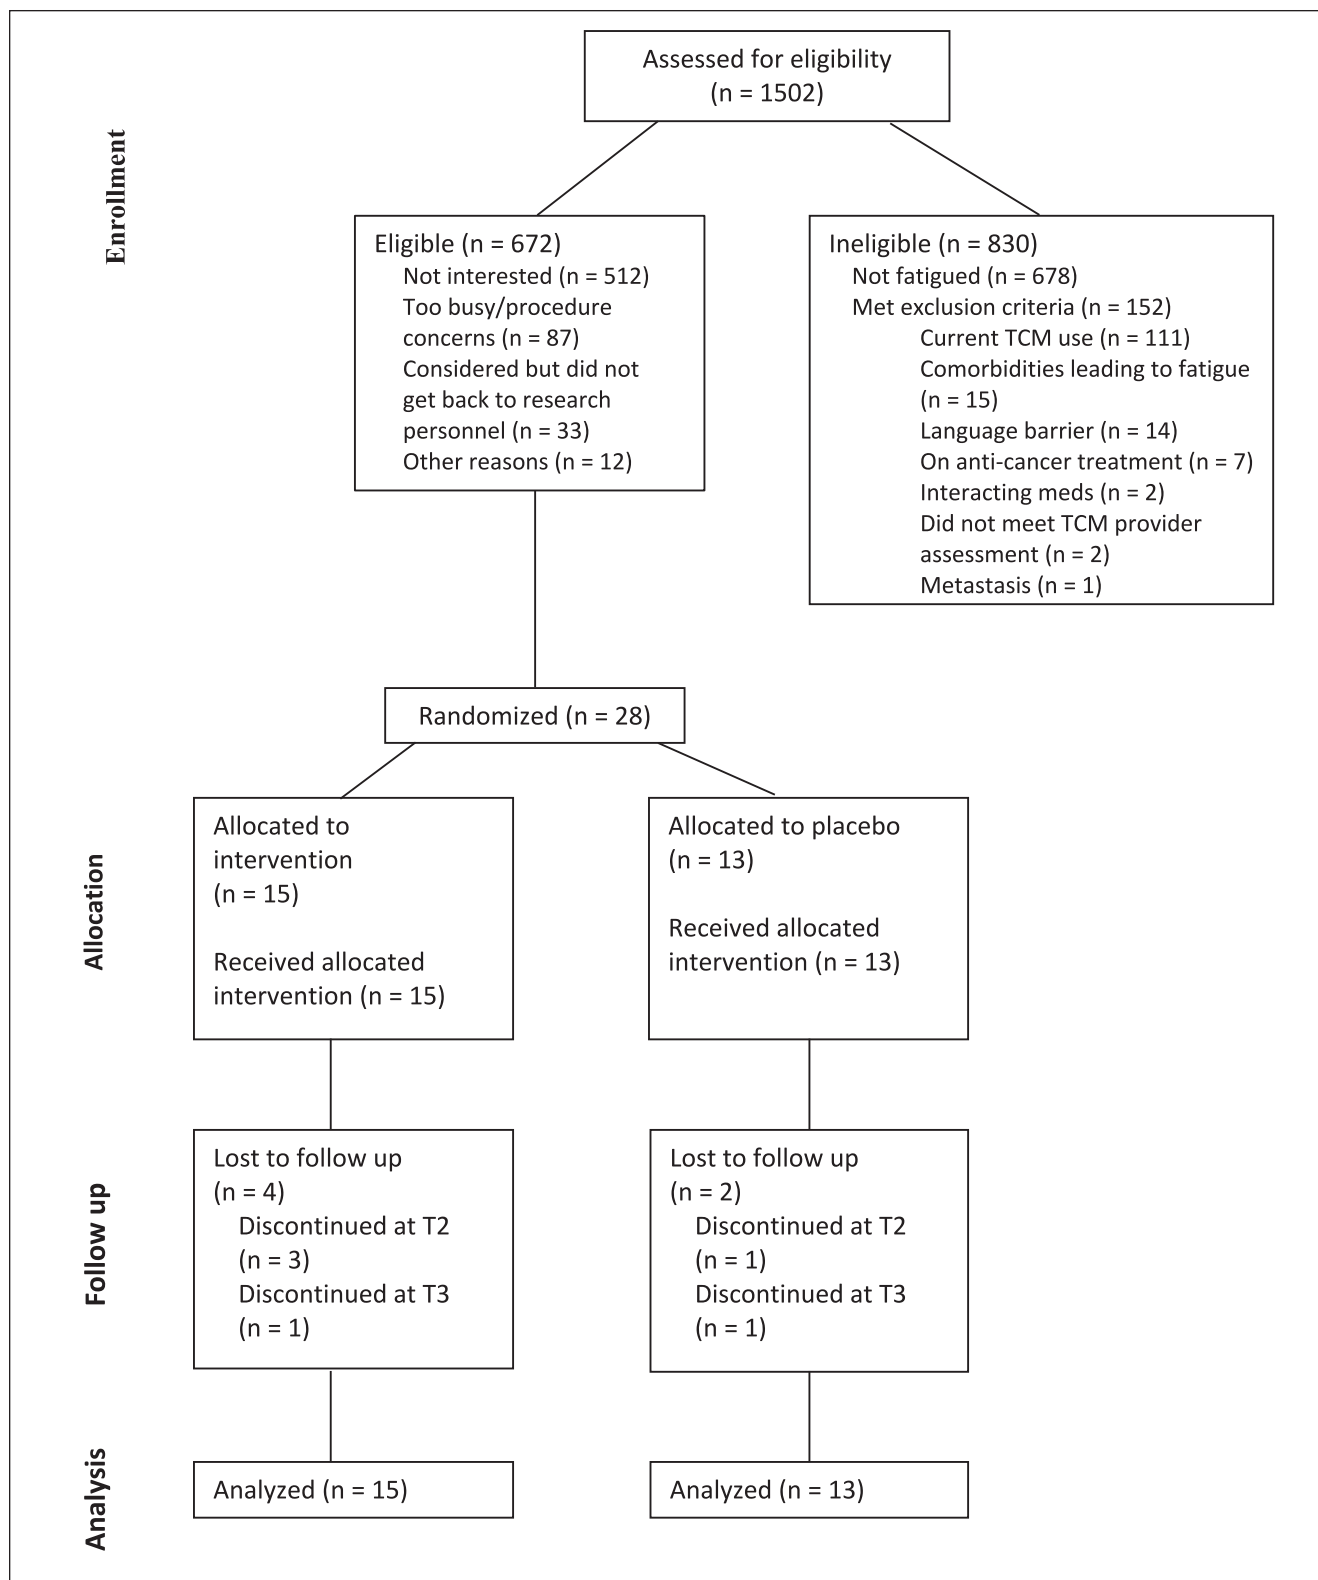 Assessed for eligibility
(n = 1502)
Enrollment
Eligible (n = 672)
Not interested (n = 512)
Too busy/procedure
concerns (n = 87)
Considered but did not
get back to research
personnel (n = 33)
Other reasons (n = 12)
Ineligible (n = 830)
Not fatigued (n = 678)
Met exclusion criteria (n = 152)
Current TCM use (n = 111)
Comorbidities leading to fatigue
(n = 15)
Language barrier (n = 14)
On anti-cancer treatment (n = 7)
Interacting meds (n = 2)
Did not meet TCM provider
assessment (n = 2)
Metastasis (n = 1)
Randomized (n = 28)
Allocation
Allocated to
intervention
(n = 15)
Received allocated
intervention (n = 15)
Allocated to placebo
(n = 13)
Received allocated
intervention (n = 13)
Follow up
Lost to follow up
(n = 4)
Discontinued at T2
(n = 3)
Discontinued at T3
(n = 1)
Lost to follow up
(n = 2)
Discontinued at T2
(n = 1)
Discontinued at T3
(n = 1)
Analysis
Analyzed (n = 15)
Analyzed (n = 13)